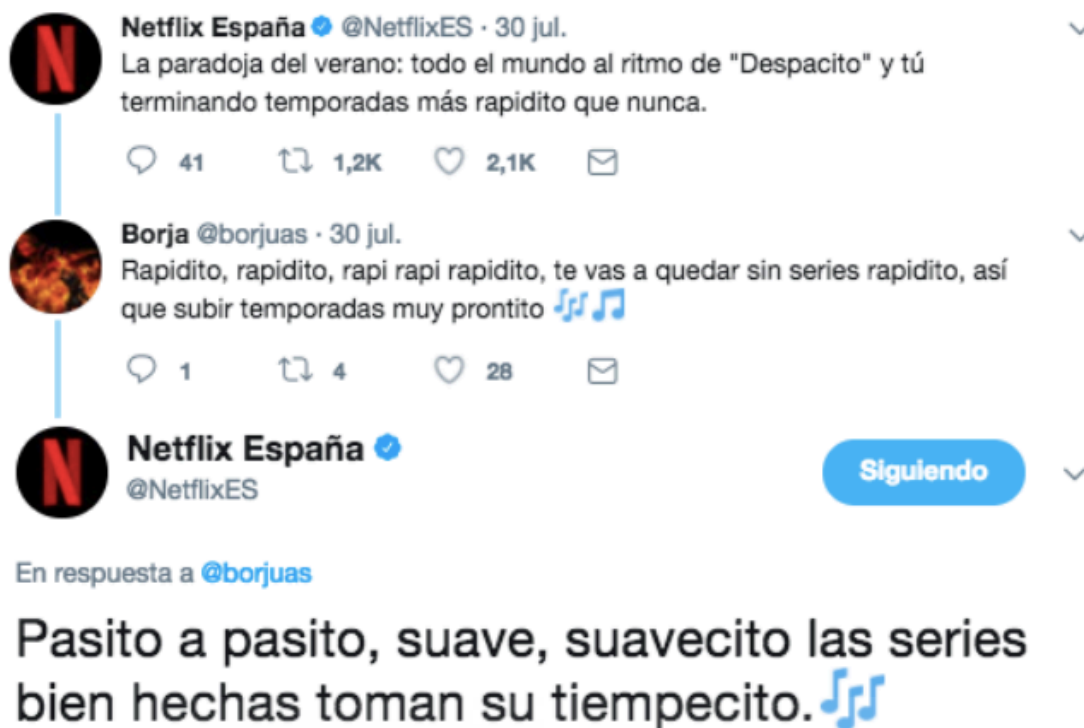 Netflix España @NetflixES · 30 jul.
La paradoja del verano: todo el mundo al ritmo de "Despacito" y tú
terminando temporadas más rapidito que nunca.
41 1,2K 2,1K
Borja @borjuas · 30 jul.
Rapidito, rapidito, rapi rapi rapidito, te vas a quedar sin series rapidito, así
que subir temporadas muy prontito 🎶🎵
1 4 28
Netflix España
@NetflixES
Siguiendo
En respuesta a @borjuas
Pasito a pasito, suave, suavecito las series
bien hechas toman su tiempecito.🎶